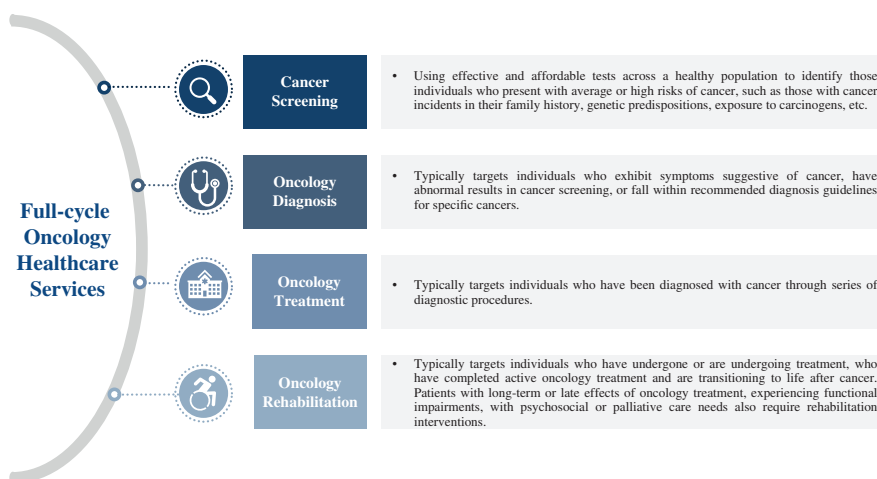 Full-cycle
Oncology
Healthcare
Services
Cancer
Screening
• Using effective and affordable tests across a healthy population to identify those
individuals who present with average or high risks of cancer, such as those with cancer
incidents in their family history, genetic predispositions, exposure to carcinogens, etc.
Oncology
Diagnosis
• Typically targets individuals who exhibit symptoms suggestive of cancer, have
abnormal results in cancer screening, or fall within recommended diagnosis guidelines
for specific cancers.
Oncology
Treatment
• Typically targets individuals who have been diagnosed with cancer through series of
diagnostic procedures.
Oncology
Rehabilitation
• Typically targets individuals who have undergone or are undergoing treatment, who
have completed active oncology treatment and are transitioning to life after cancer.
Patients with long-term or late effects of oncology treatment, experiencing functional
impairments, with psychosocial or palliative care needs also require rehabilitation
interventions.